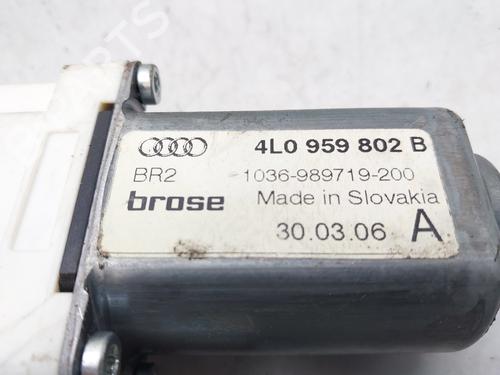 4L0 959 802 B
BR2 1036-989719-200
brose Made in Slovakia
30.03.06 A